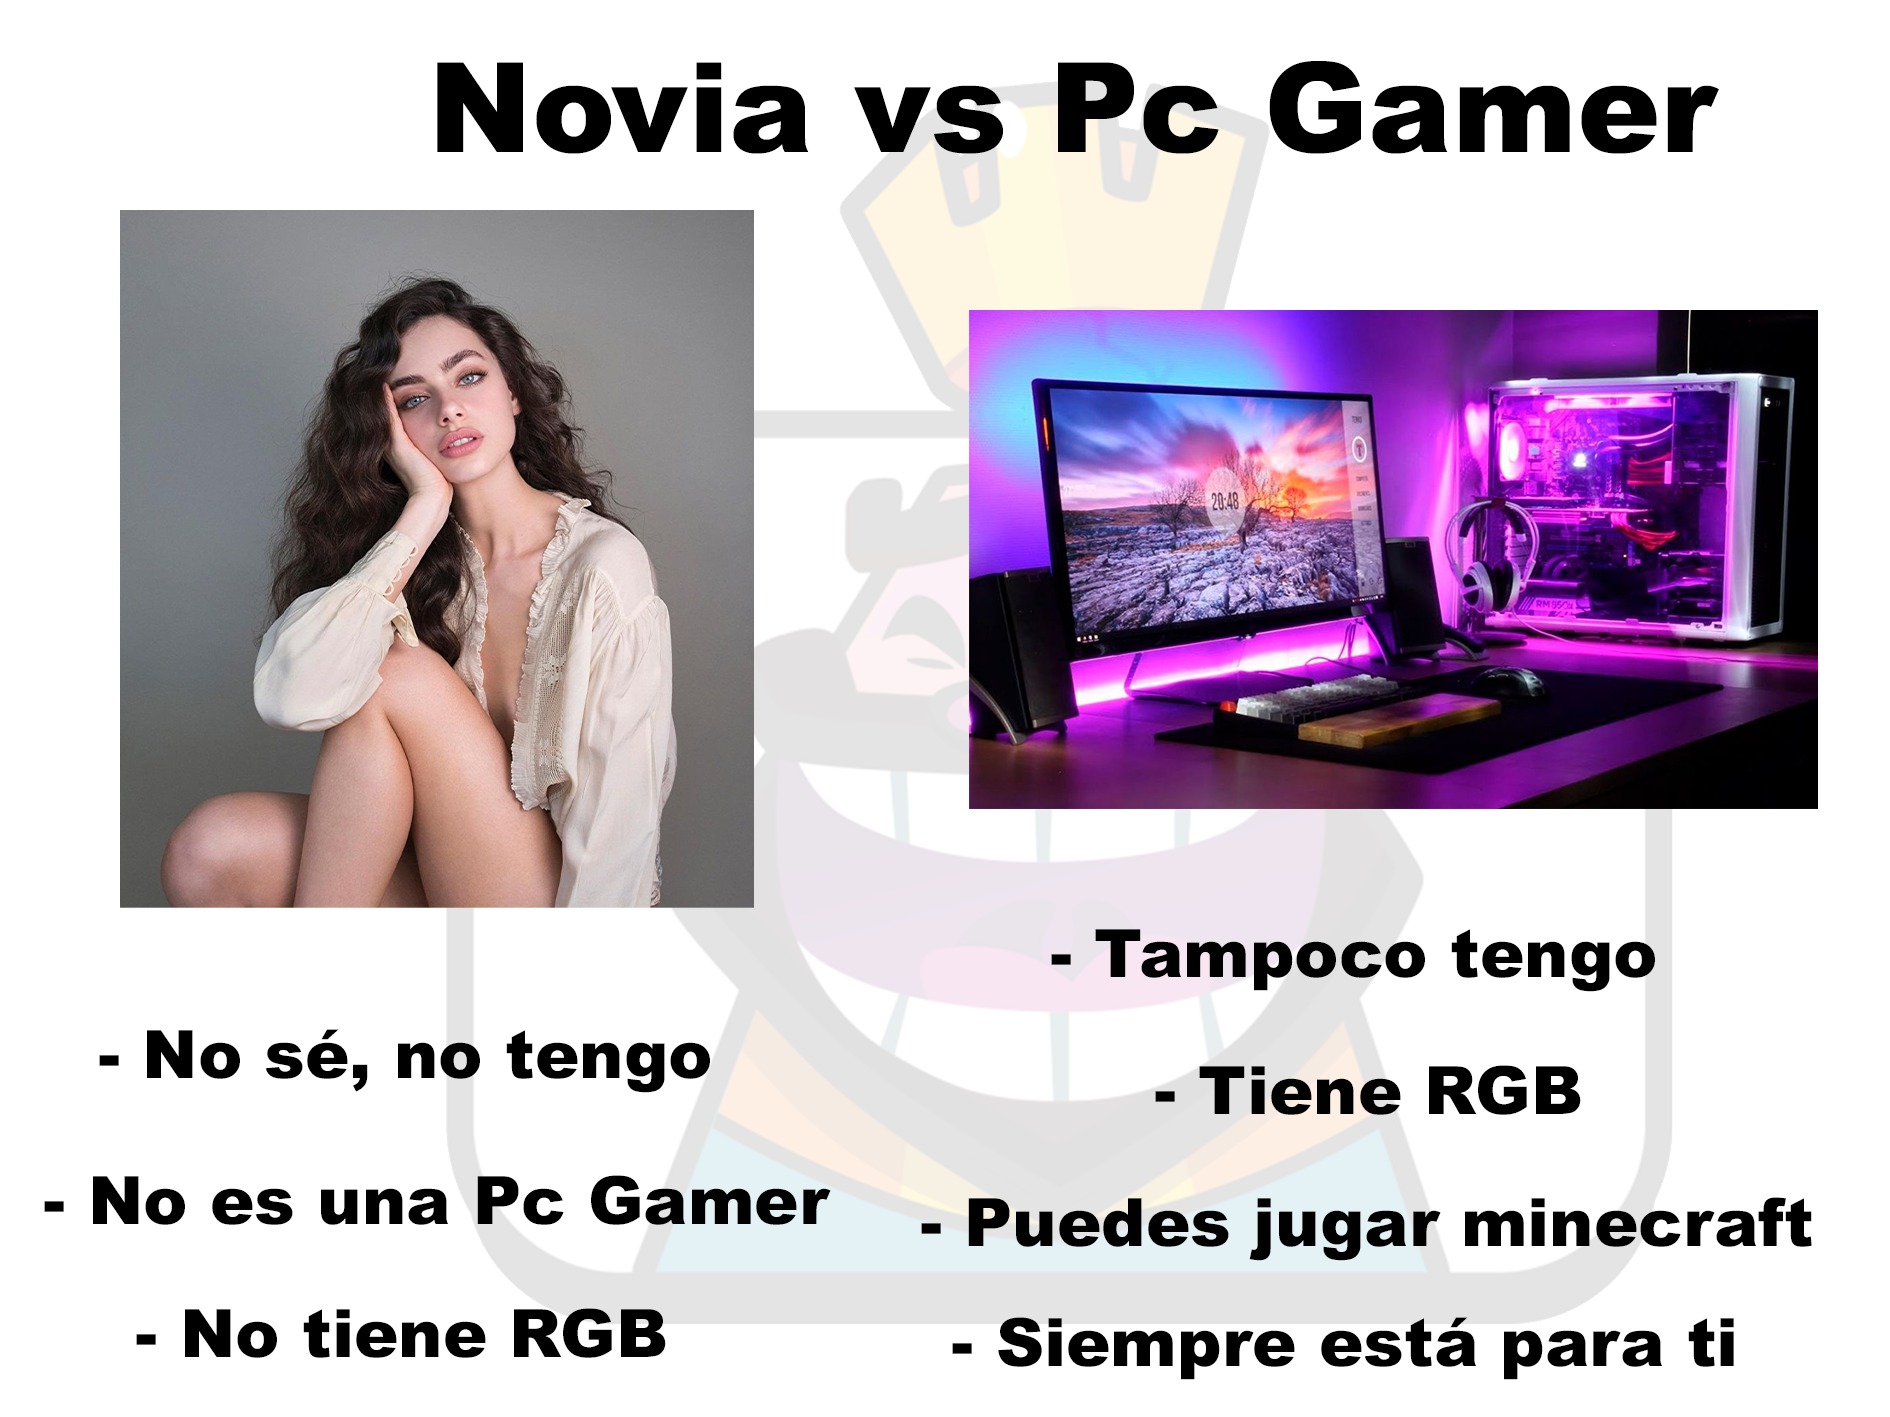 Novia vs Pc Gamer
20:48
RM850x
- No sé, no tengo
- No es una Pc Gamer
- No tiene RGB
- Tampoco tengo
- Tiene RGB
- Puedes jugar minecraft
- Siempre está para ti